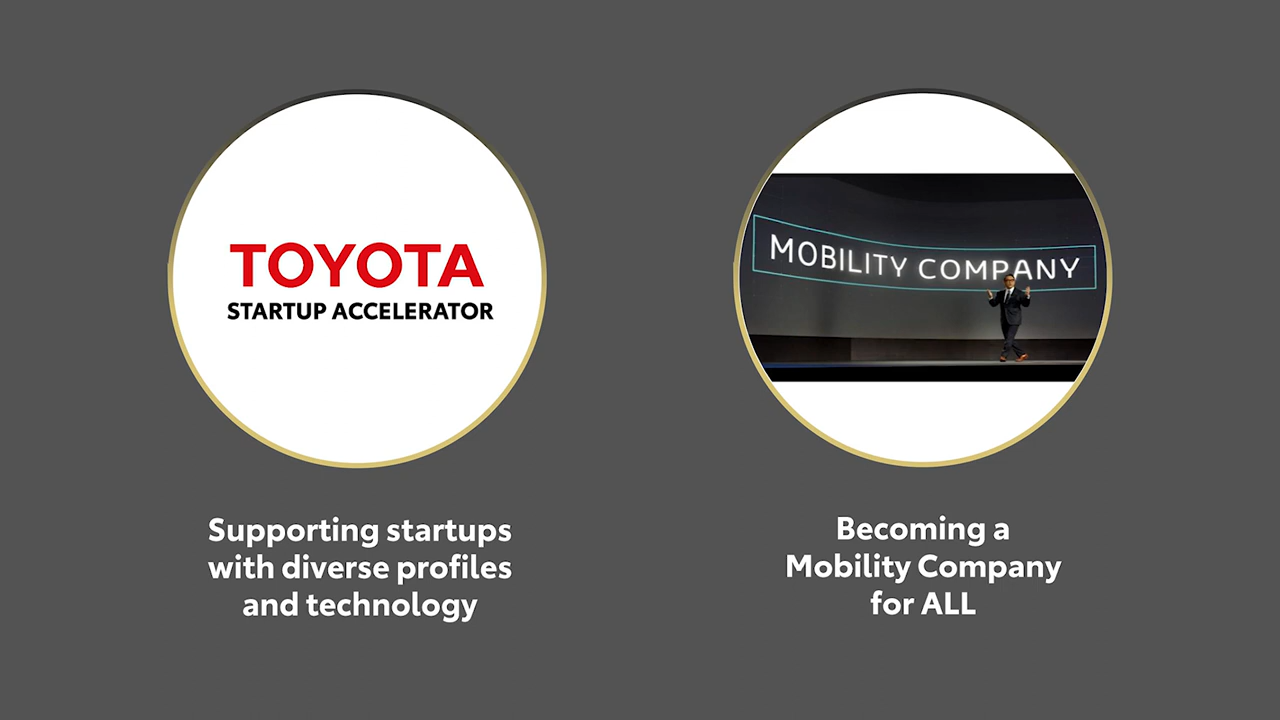 TOYOTA
STARTUP ACCELERATOR
MOBILITY COMPANY
Supporting startups
with diverse profiles
and technology
Becoming a
Mobility Company
for ALL